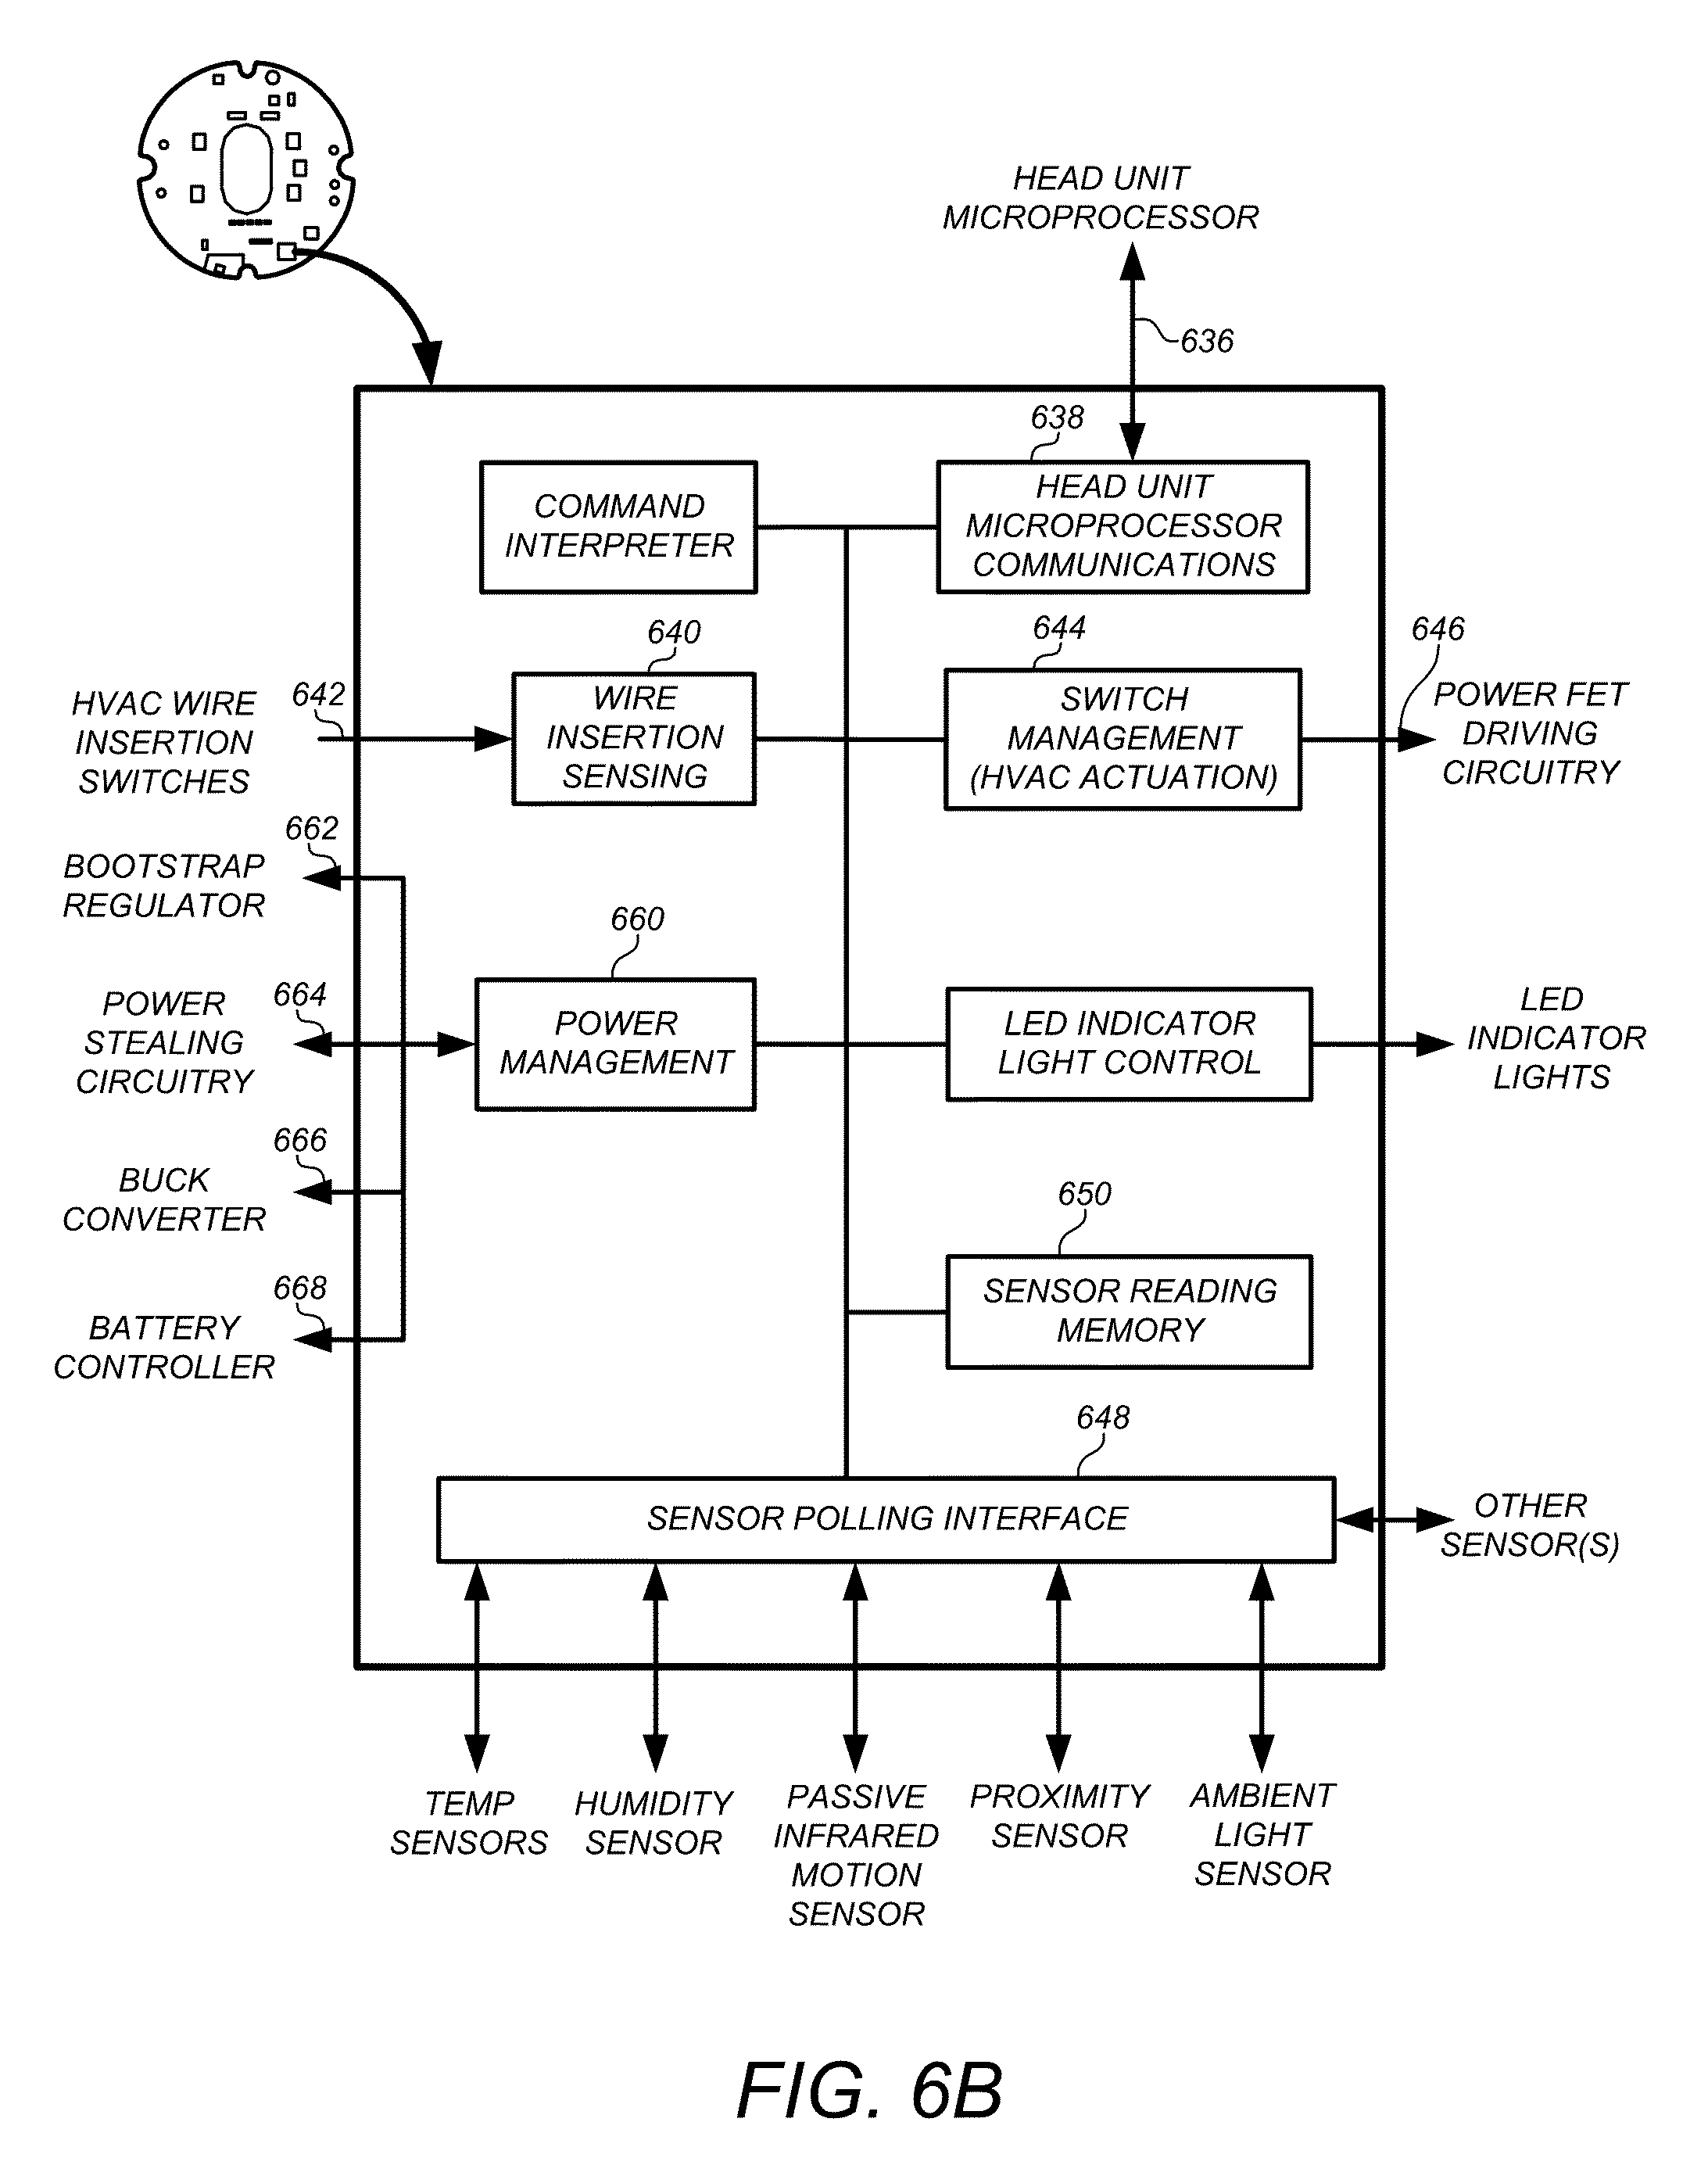 HEAD UNIT
MICROPROCESSOR
636
638
COMMAND
INTERPRETER
HEAD UNIT
MICROPROCESSOR
COMMUNICATIONS
HVAC WIRE
INSERTION
SWITCHES
642
640
WIRE
INSERTION
SENSING
644
SWITCH
MANAGEMENT
(HVAC ACTUATION)
646
POWER FET
DRIVING
CIRCUITRY
662
BOOTSTRAP
REGULATOR
660
POWER
MANAGEMENT
664
POWER
STEALING
CIRCUITRY
LED INDICATOR
LIGHT CONTROL
LED
INDICATOR
LIGHTS
666
BUCK
CONVERTER
650
SENSOR READING
MEMORY
668
BATTERY
CONTROLLER
648
SENSOR POLLING INTERFACE
OTHER
SENSOR(S)
TEMP
SENSORS
HUMIDITY
SENSOR
PASSIVE
INFRARED
MOTION
SENSOR
PROXIMITY
SENSOR
AMBIENT
LIGHT
SENSOR
FIG. 6B